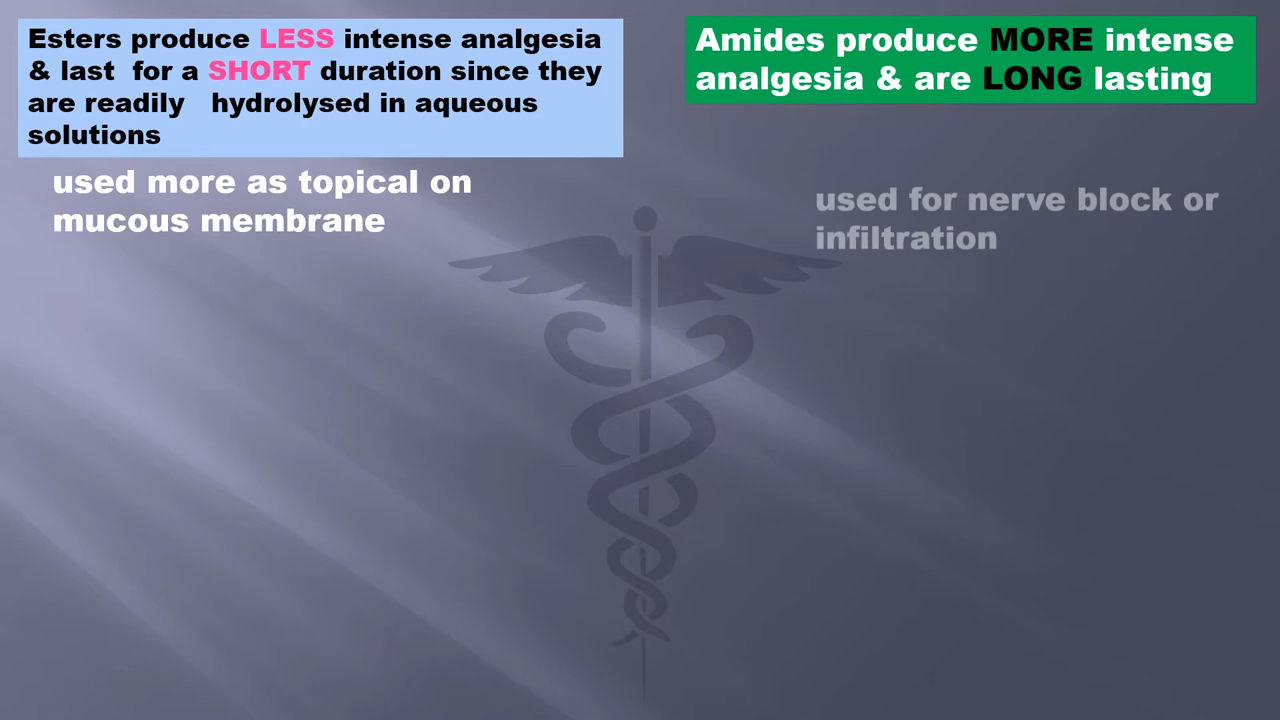 Esters produce LESS intense analgesia
& last for a SHORT duration since they
are readily hydrolysed in aqueous
solutions
used more as topical on
mucous membrane
Amides produce MORE intense
analgesia & are LONG lasting
used for nerve block or
infiltration